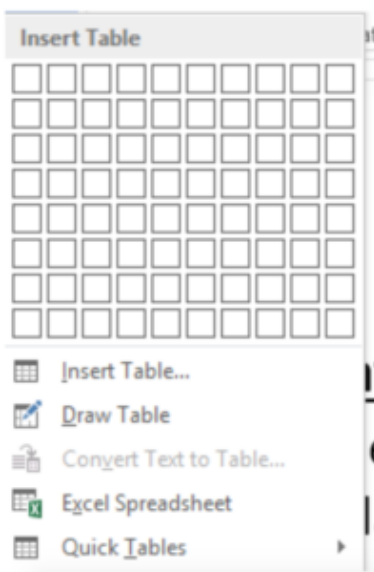 Insert Table
Insert Table...
Draw Table
Convert Text to Table...
Excel Spreadsheet
Quick Tables